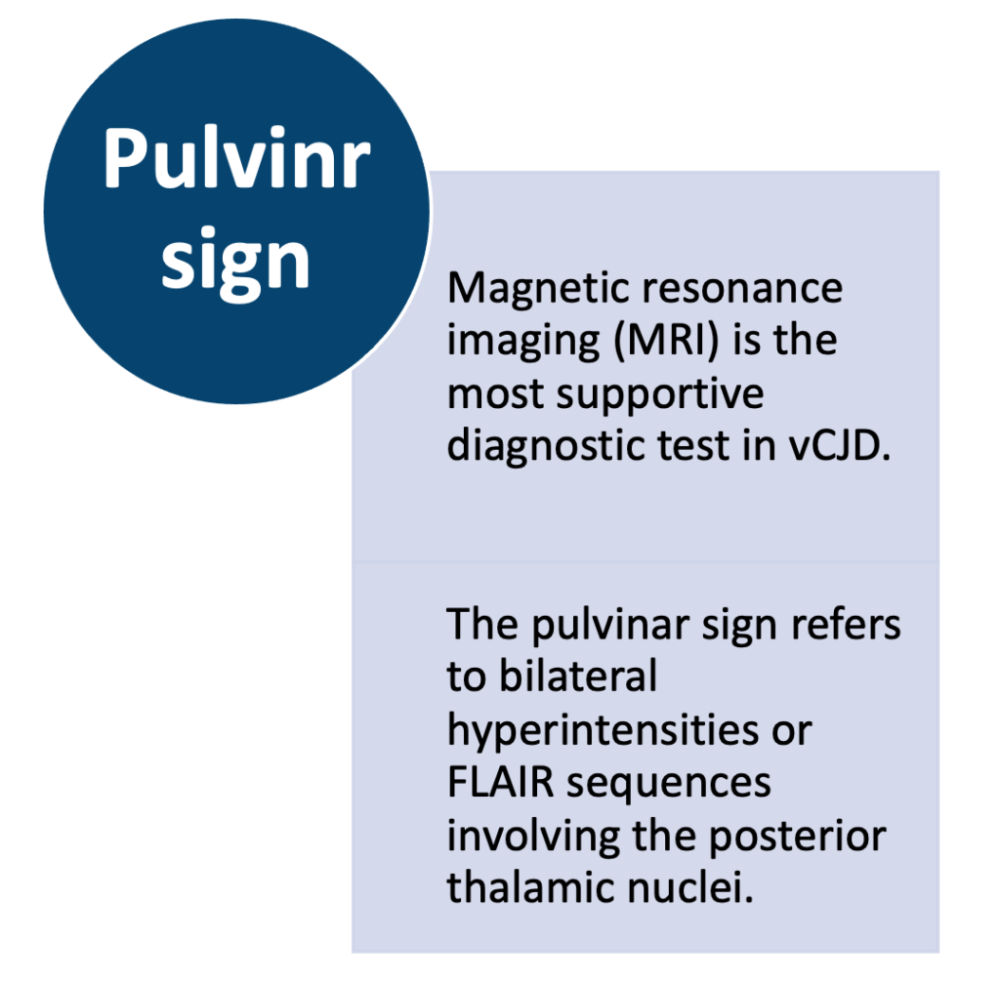 Pulvinr
sign
Magnetic resonance
imaging (MRI) is the
most supportive
diagnostic test in vCJD.
The pulvinar sign refers
to bilateral
hyperintensities or
FLAIR sequences
involving the posterior
thalamic nuclei.